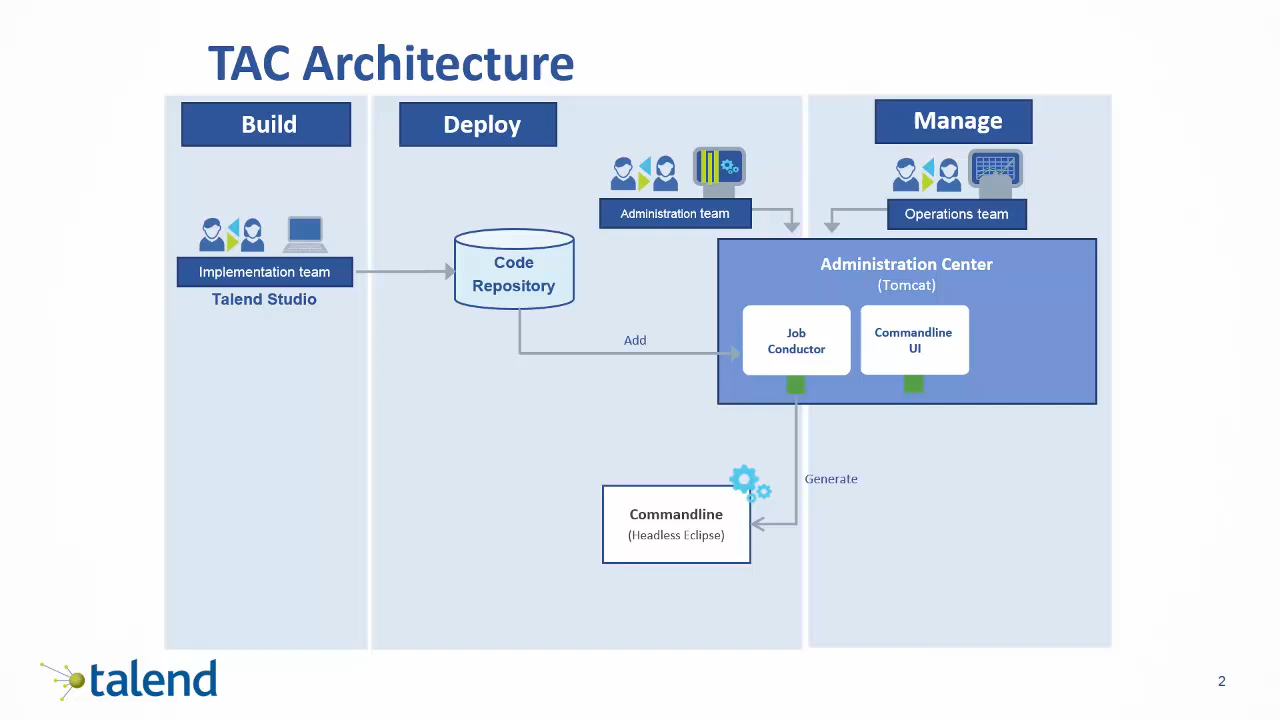 TAC Architecture
Build
Deploy
Manage
Administration team
Operations team
Implementation team
Talend Studio
Code
Repository
Administration Center
(Tomcat)
Add
Job
Conductor
Commandline
UI
Generate
Commandline
(Headless Eclipse)
talend
2